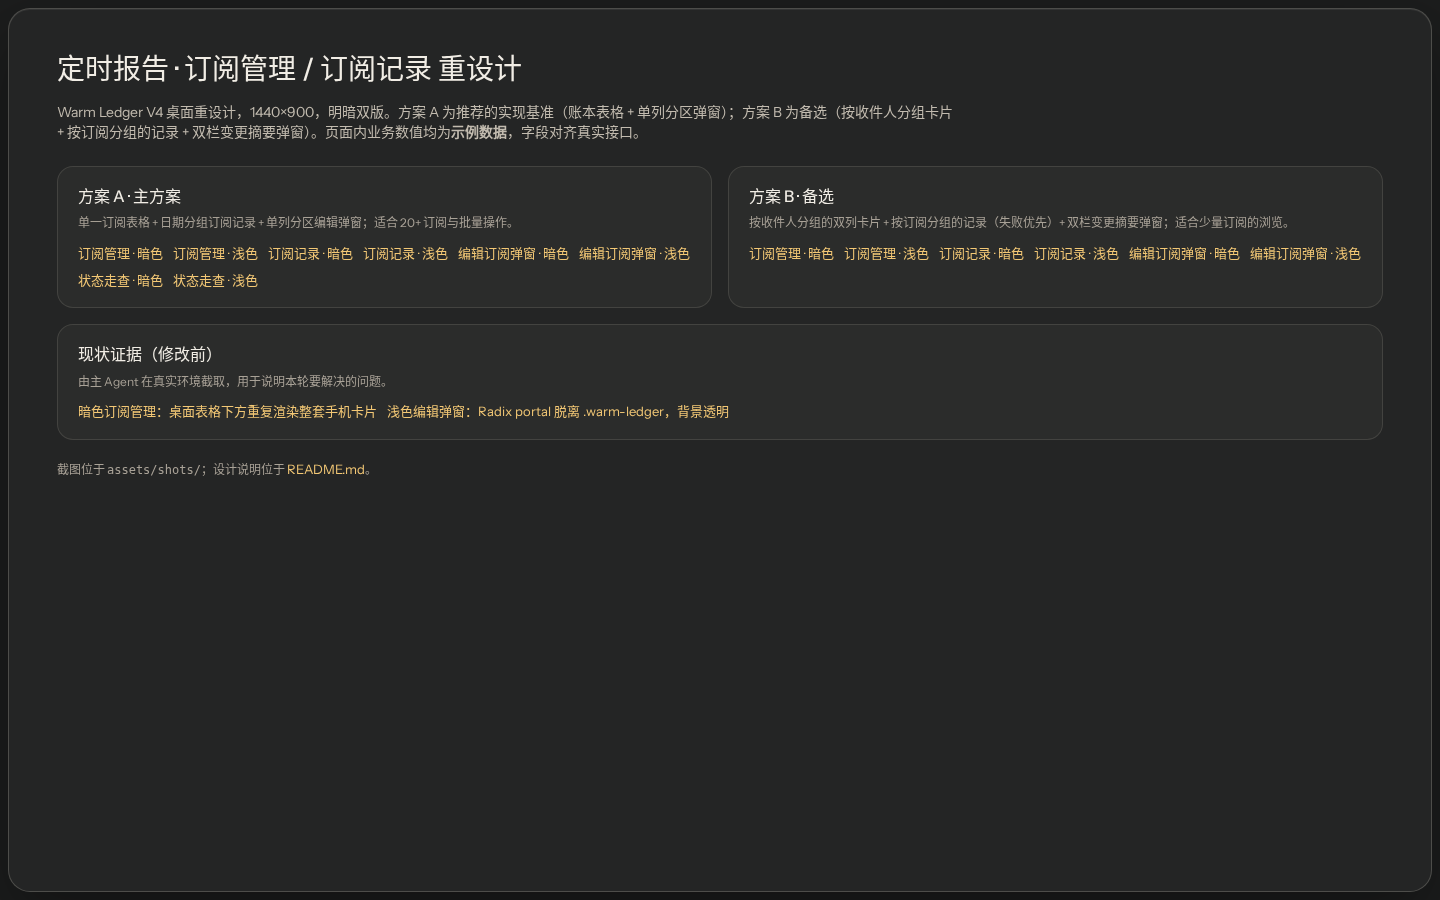 定时报告·订阅管理 / 订阅记录 重设计
Warm Ledger V4 桌面重设计，1440×900，明暗双版。方案 A 为推荐的实现基准（账本表格 + 单列分区弹窗）；方案 B 为备选（按收件人分组卡片
+ 按订阅分组的记录 + 双栏变更摘要弹窗）。页面内业务数值均为示例数据，字段对齐真实接口。
方案 A·主方案
单一订阅表格 + 日期分组订阅记录 + 单列分区编辑弹窗；适合 20+ 订阅与批量操作。
订阅管理·暗色 订阅管理·浅色 订阅记录·暗色 订阅记录·浅色 编辑订阅弹窗·暗色 编辑订阅弹窗·浅色
状态走查·暗色 状态走查·浅色
方案 B·备选
按收件人分组的双列卡片 + 按订阅分组的记录（失败优先）+ 双栏变更摘要弹窗；适合少量订阅的浏览。
订阅管理·暗色 订阅管理·浅色 订阅记录·暗色 订阅记录·浅色 编辑订阅弹窗·暗色 编辑订阅弹窗·浅色
现状证据（修改前）
由主 Agent 在真实环境截取，用于说明本轮要解决的问题。
暗色订阅管理：桌面表格下方重复渲染整套手机卡片 浅色编辑弹窗：Radix portal 脱离 .warm-ledger，背景透明
截图位于 assets/shots/；设计说明位于 README.md。